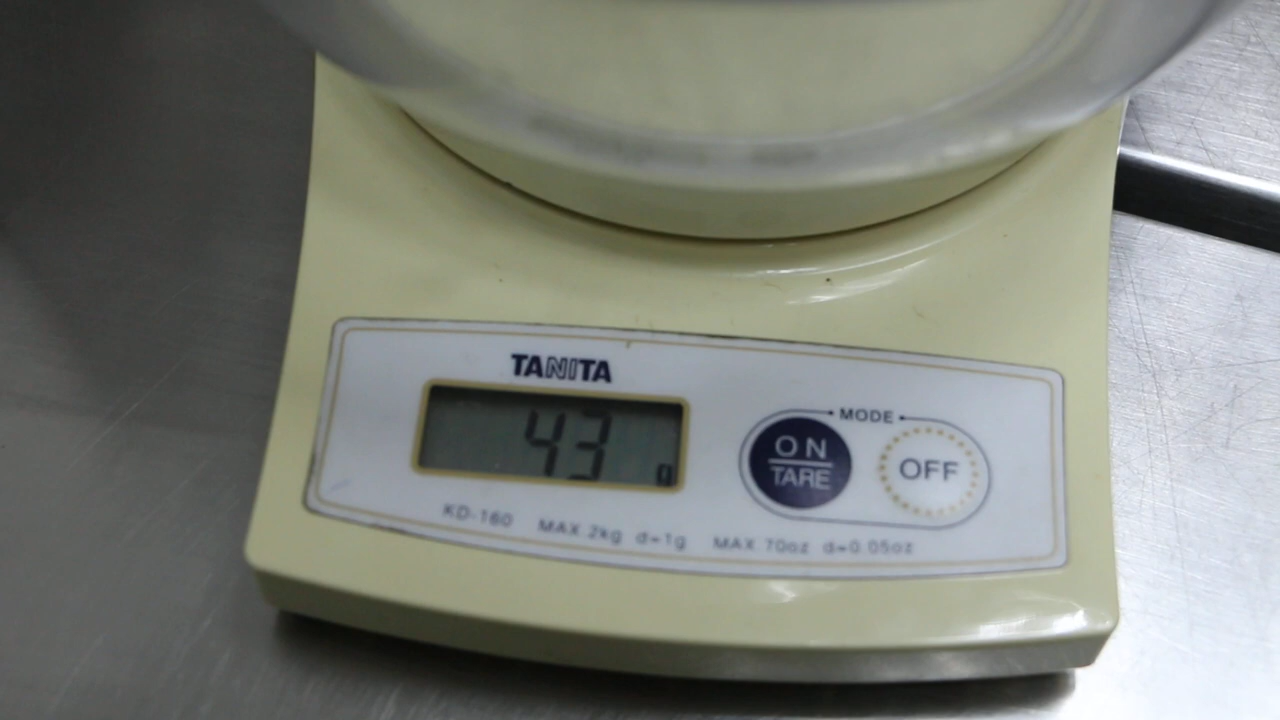 TANITA
43 g
MODE
ON
TARE
OFF
KD-160 MAX 2kg d=1g MAX 70oz d=0.05oz